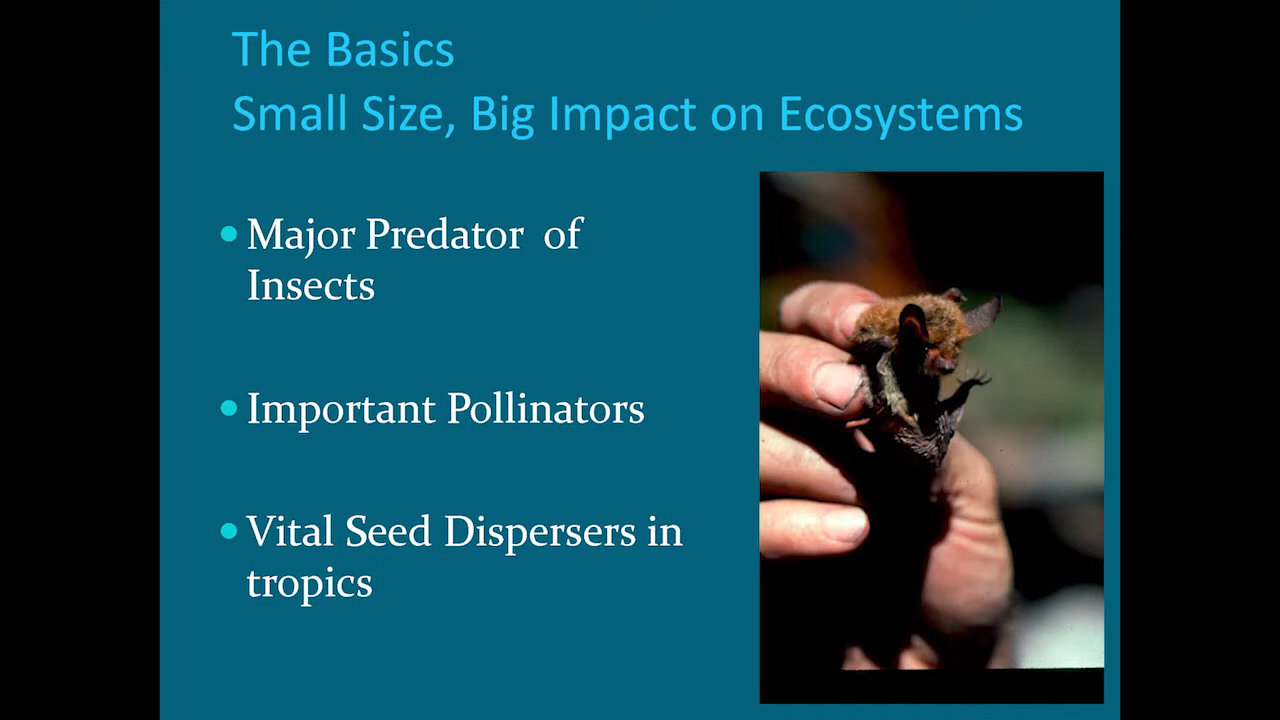 The Basics
Small Size, Big Impact on Ecosystems
Major Predator of
Insects
Important Pollinators
Vital Seed Dispersers in
tropics